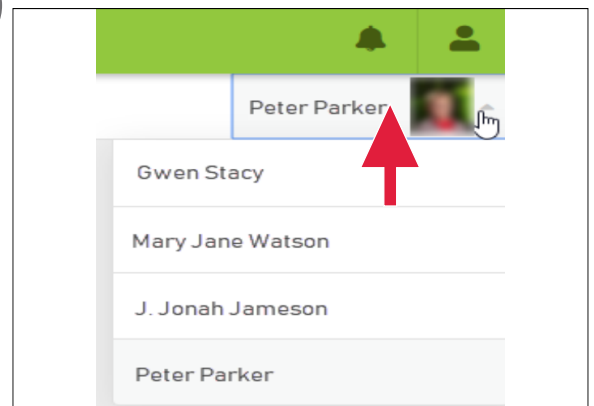 Peter Parker
Gwen Stacy
Mary Jane Watson
J. Jonah Jameson
Peter Parker